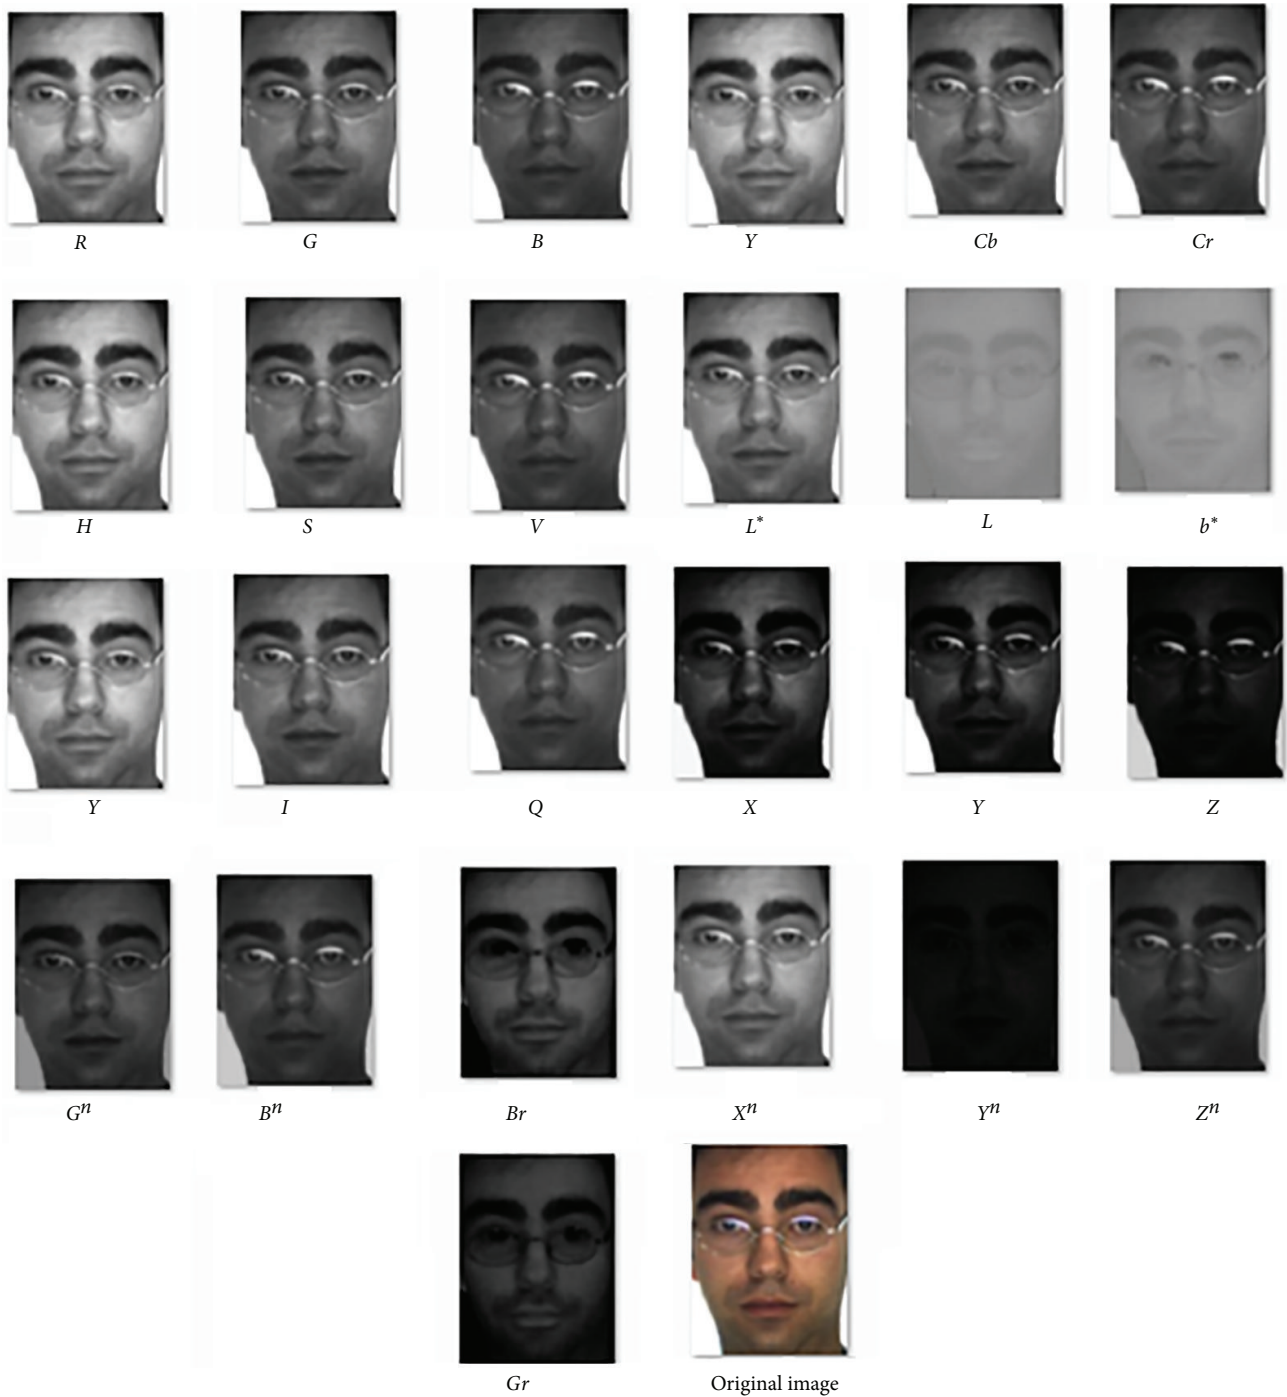 R G B Y Cb Cr
H S V L* L b*
Y I Q X Y Z
Gn Bn Br Xn Yn Zn
Gr Original image